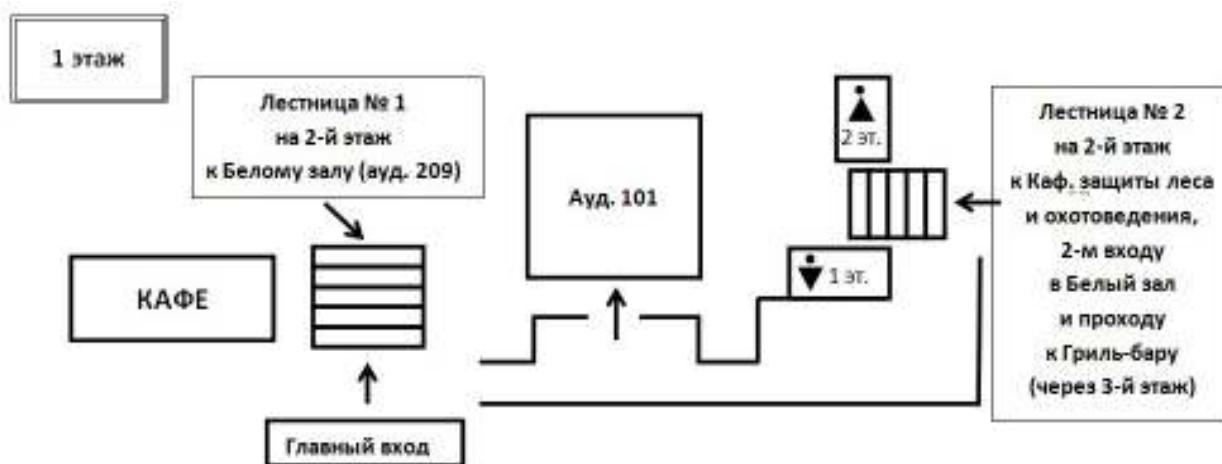 1 этаж
Лестница № 1
на 2-й этаж
к Белому залу (ауд. 209)
КАФЕ
Главный вход
Ауд. 101
2 эт.
1 эт.
Лестница № 2
на 2-й этаж
к Каф. защиты леса
и охотоведения,
2-м входу
в Белый зал
и проходу
к Гриль-бару
(через 3-й этаж)